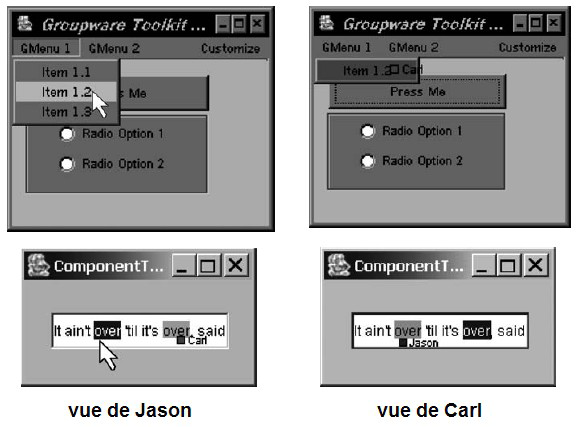 Groupware Toolkit ...
GMenu 1 GMenu 2 Customize
Item 1.1
Item 1.2
Item 1.3
s Me
Radio Option 1
Radio Option 2
Groupware Toolkit ...
GMenu 1 GMenu 2 Customize
Item 1.2 Carl
Press Me
Radio Option 1
Radio Option 2
ComponentT...
It ain't over 'til it's over, said
Carl
ComponentT...
It ain't over 'til it's over, said
Jason
vue de Jason
vue de Carl